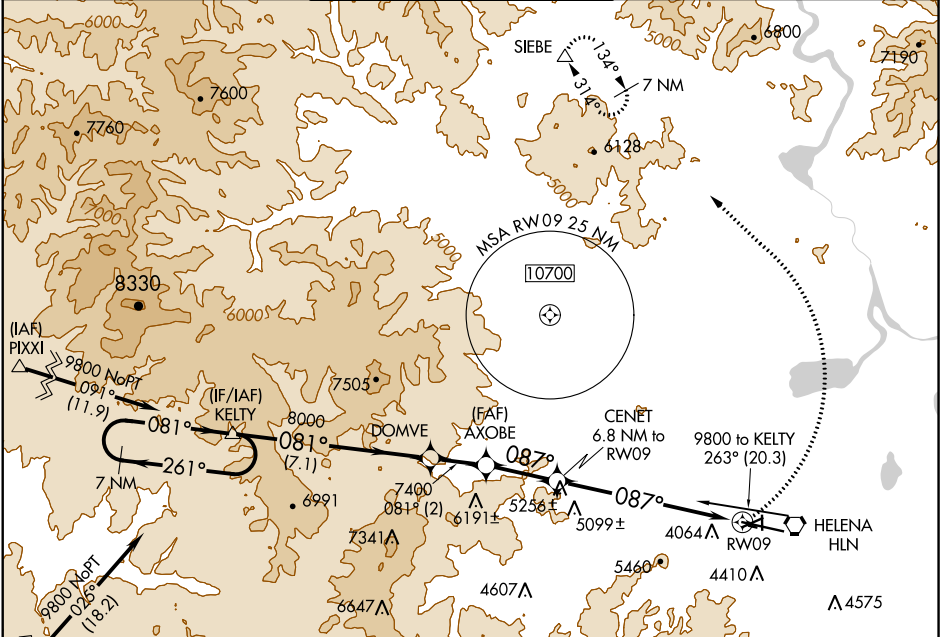 6000
5000
6800
7190
SIEBE
134°
314°
7 NM
7600
7760
6128
5000
7000
MSA RW09 25 NM
10700
8330
6000
(IAF)
PIXXI
9800 NoPT
091°
(11.9)
7505
(IF/IAF)
KELTY
8000
081°
081°
(7.1)
261°
7 NM
DOMVE
(FAF)
AXOBE
CENET
6.8 NM to
RW09
9800 to KELTY
263° (20.3)
087°
087°
7400
081° (2)
6191±
5256±
5099±
6991
7341
4064
RW09
HELENA
HLN
5460
4410
4607
4575
6647
9800 NoPT
025°
(18.2)